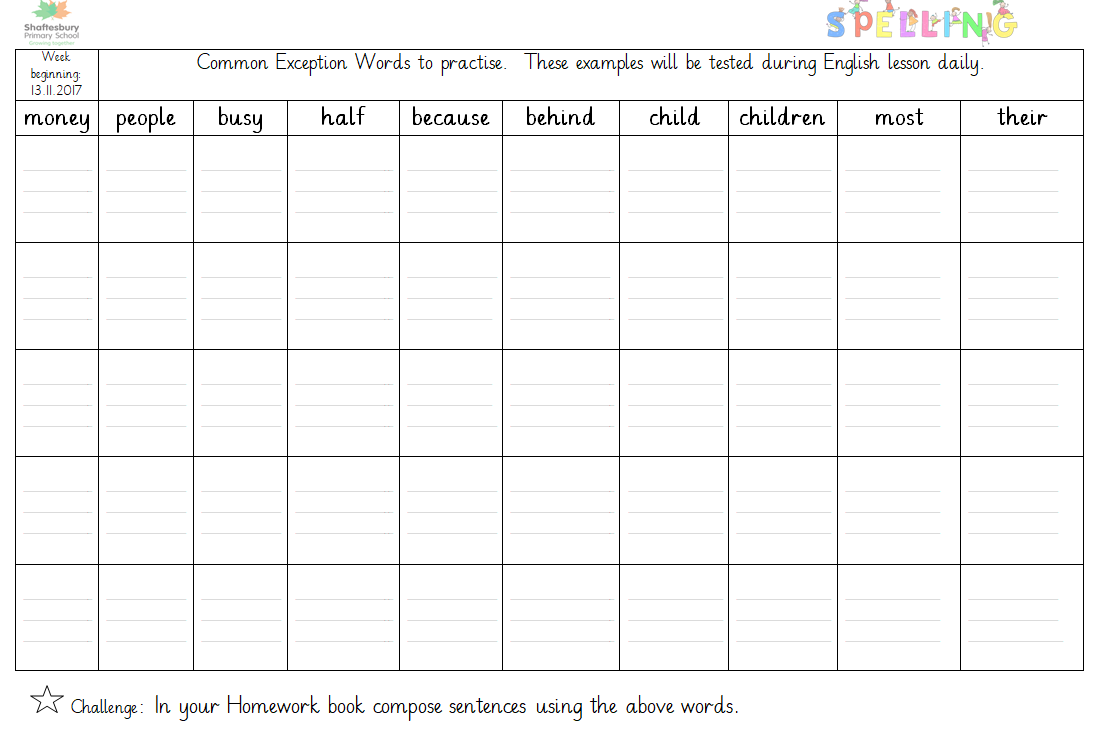 Shaftesbury
Primary School
Growing together
SPELLING
Week
beginning:
13.11.2017
Common Exception Words to practise. These examples will be tested during English lesson daily.
money people busy half because behind child children most their
Challenge: In your Homework book compose sentences using the above words.